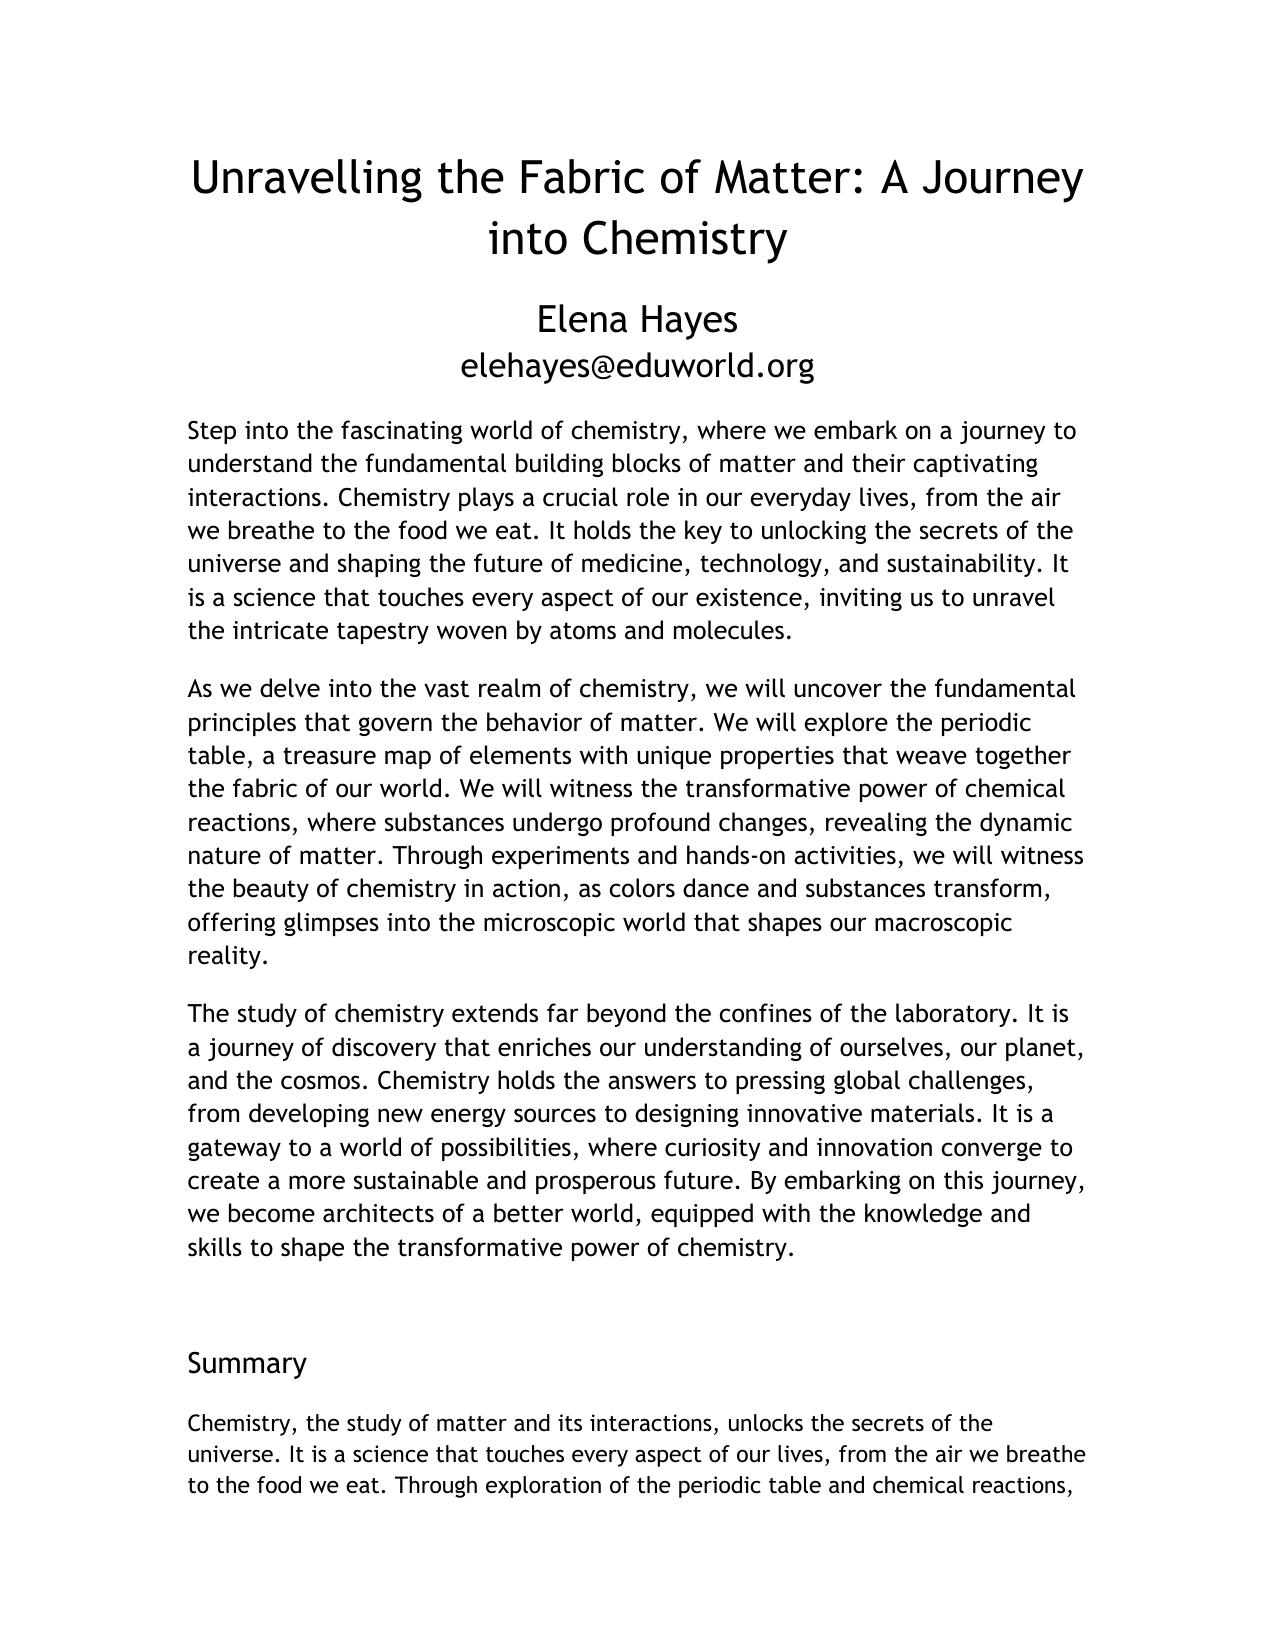 Unravelling the Fabric of Matter: A Journey
into Chemistry
Elena Hayes
elehayes@eduworld.org
Step into the fascinating world of chemistry, where we embark on a journey to
understand the fundamental building blocks of matter and their captivating
interactions. Chemistry plays a crucial role in our everyday lives, from the air
we breathe to the food we eat. It holds the key to unlocking the secrets of the
universe and shaping the future of medicine, technology, and sustainability. It
is a science that touches every aspect of our existence, inviting us to unravel
the intricate tapestry woven by atoms and molecules.
As we delve into the vast realm of chemistry, we will uncover the fundamental
principles that govern the behavior of matter. We will explore the periodic
table, a treasure map of elements with unique properties that weave together
the fabric of our world. We will witness the transformative power of chemical
reactions, where substances undergo profound changes, revealing the dynamic
nature of matter. Through experiments and hands-on activities, we will witness
the beauty of chemistry in action, as colors dance and substances transform,
offering glimpses into the microscopic world that shapes our macroscopic
reality.
The study of chemistry extends far beyond the confines of the laboratory. It is
a journey of discovery that enriches our understanding of ourselves, our planet,
and the cosmos. Chemistry holds the answers to pressing global challenges,
from developing new energy sources to designing innovative materials. It is a
gateway to a world of possibilities, where curiosity and innovation converge to
create a more sustainable and prosperous future. By embarking on this journey,
we become architects of a better world, equipped with the knowledge and
skills to shape the transformative power of chemistry.
Summary
Chemistry, the study of matter and its interactions, unlocks the secrets of the
universe. It is a science that touches every aspect of our lives, from the air we breathe
to the food we eat. Through exploration of the periodic table and chemical reactions,